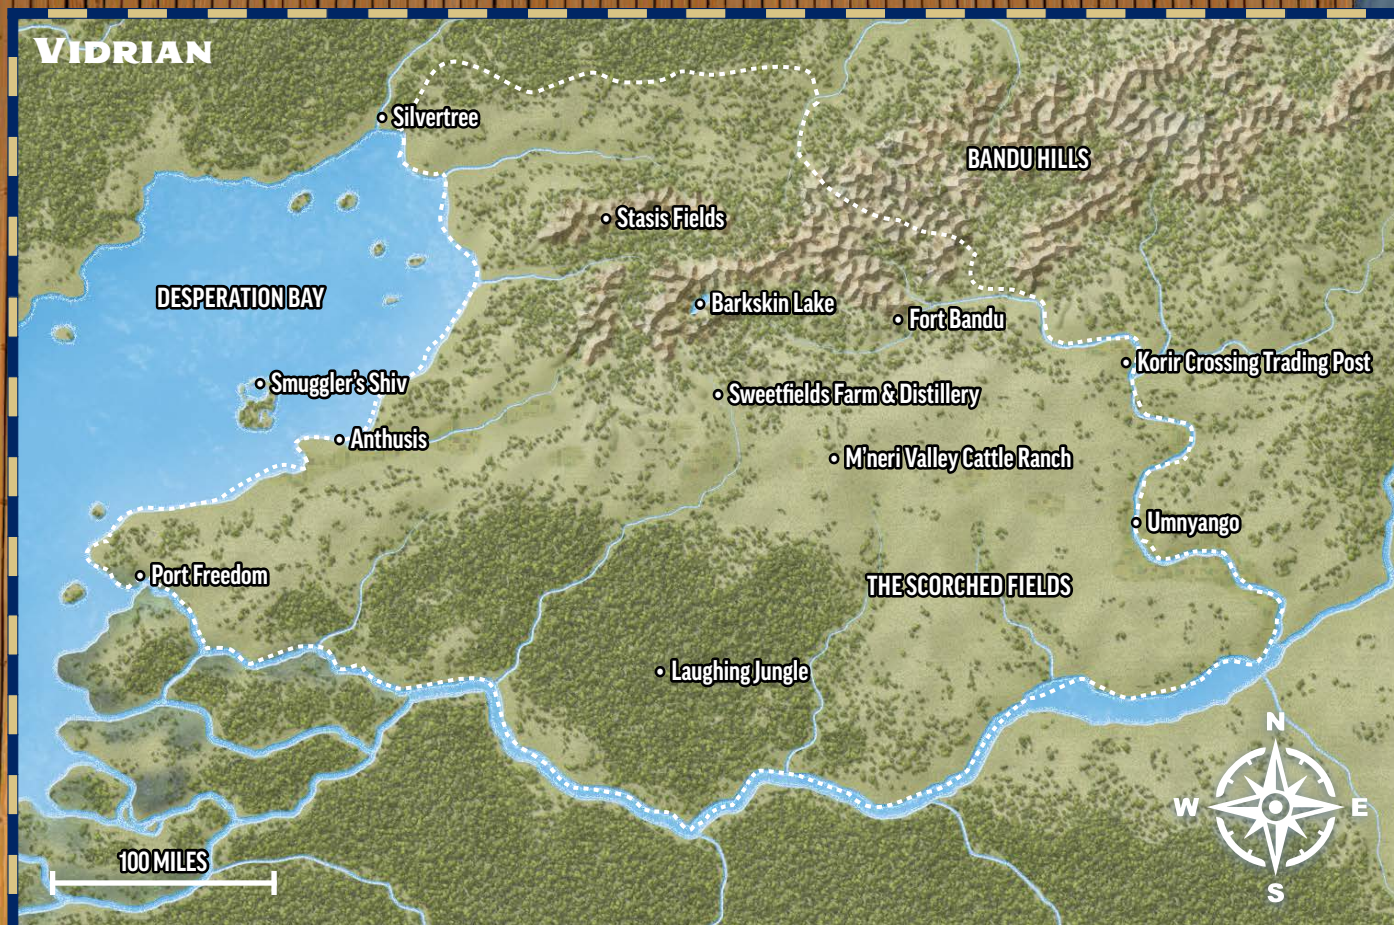 VIDRIAN
Silvertree
BANDU HILLS
Stasis Fields
DESPERATION BAY
Barkskin Lake
Fort Bandu
Korir Crossing Trading Post
Smuggler's Shiv
Sweetfields Farm & Distillery
Anthusis
M'neri Valley Cattle Ranch
Umnyango
Port Freedom
THE SCORCHED FIELDS
Laughing Jungle
N
W
E
S
100 MILES